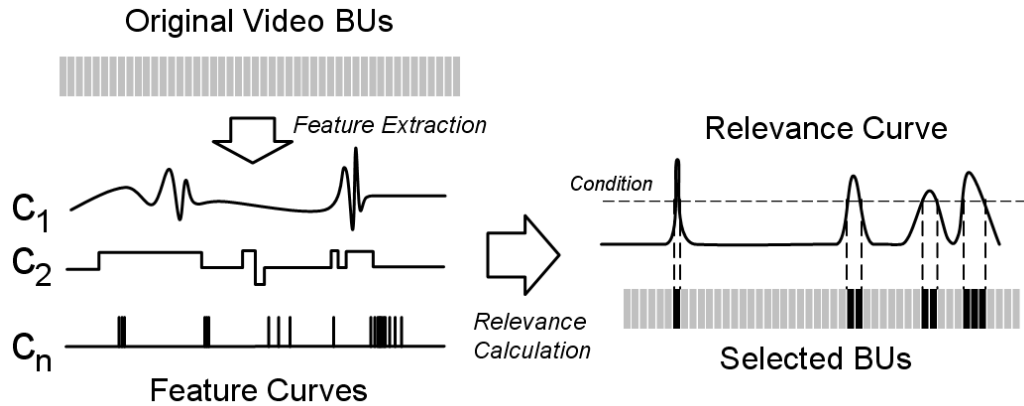 Original Video BUs
Feature Extraction
C1
C2
Cn
Feature Curves
Relevance
Calculation
Relevance Curve
Condition
Selected BUs